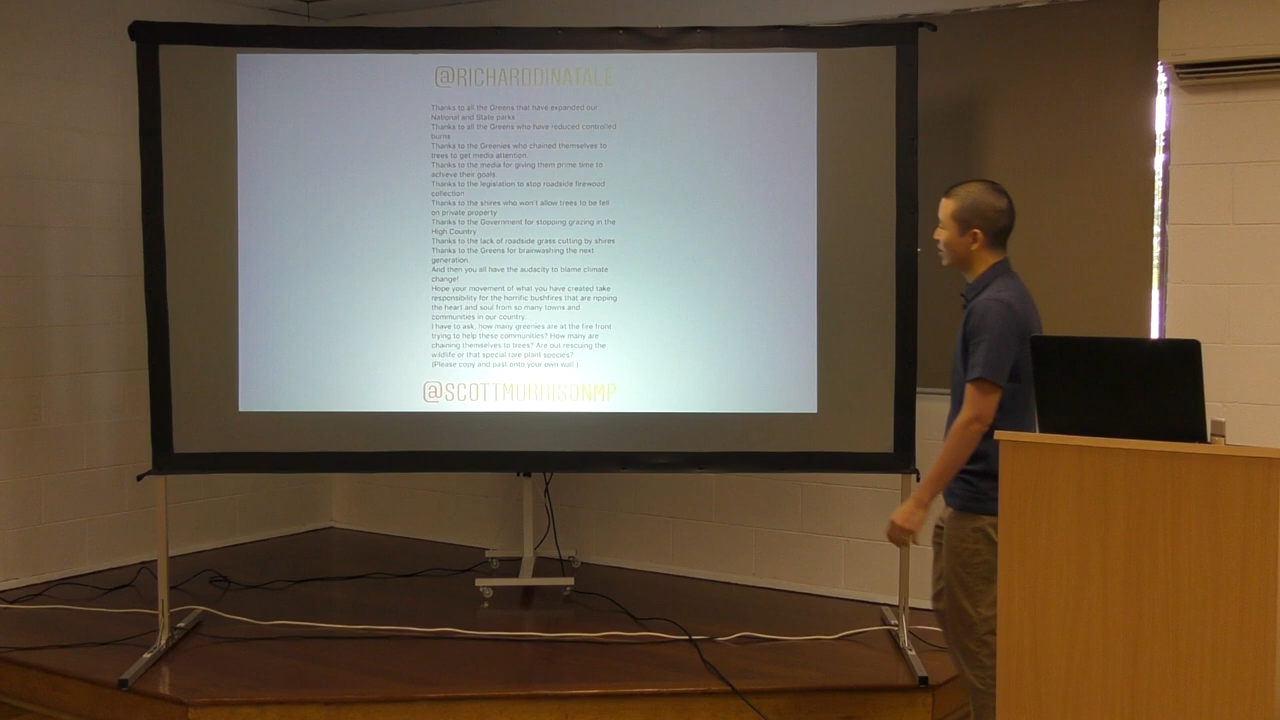 @RICHARDDINATALE
Thanks to all the Greens that have expanded our
National and State parks
Thanks to all the Greens who have reduced controlled
burns
Thanks to the Greenies who chained themselves to
trees to get media attention.
Thanks to the media for giving them prime time to
achieve their goals.
Thanks to the legislation to stop roadside firewood
collection
Thanks to the shires who won't allow trees to be fell
on private property
Thanks to the Government for stopping grazing in the
High Country
Thanks to the lack of roadside grass cutting by shires
Thanks to the Greens for brainwashing the next
generation.
And then you all have the audacity to blame climate
change!
Hope your movement of what you have created take
responsibility for the horrific bushfires that are ripping
the heart and soul from so many towns and
communities in our country.
I have to ask, how many greenies are at the fire front
trying to help these communities? How many are
chaining themselves to trees? Are out rescuing the
wildlife or that special rare plant species?
(Please copy and past onto your own wall.)
@SCOTTMORRISONMP